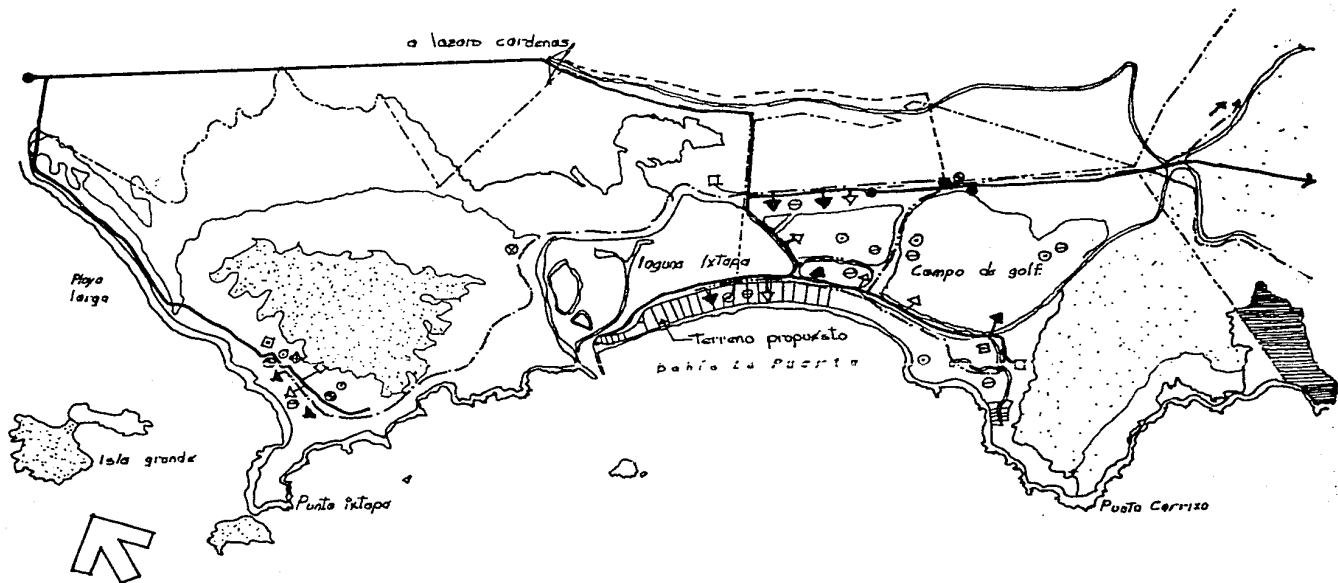 a lazaro cardenas
laguna Ixtapa
Campo de golf.
Playa
larga
Terreno propuesto
bahía La Puerta
Isla grande
Punta ixtapa
Punta Carrizo